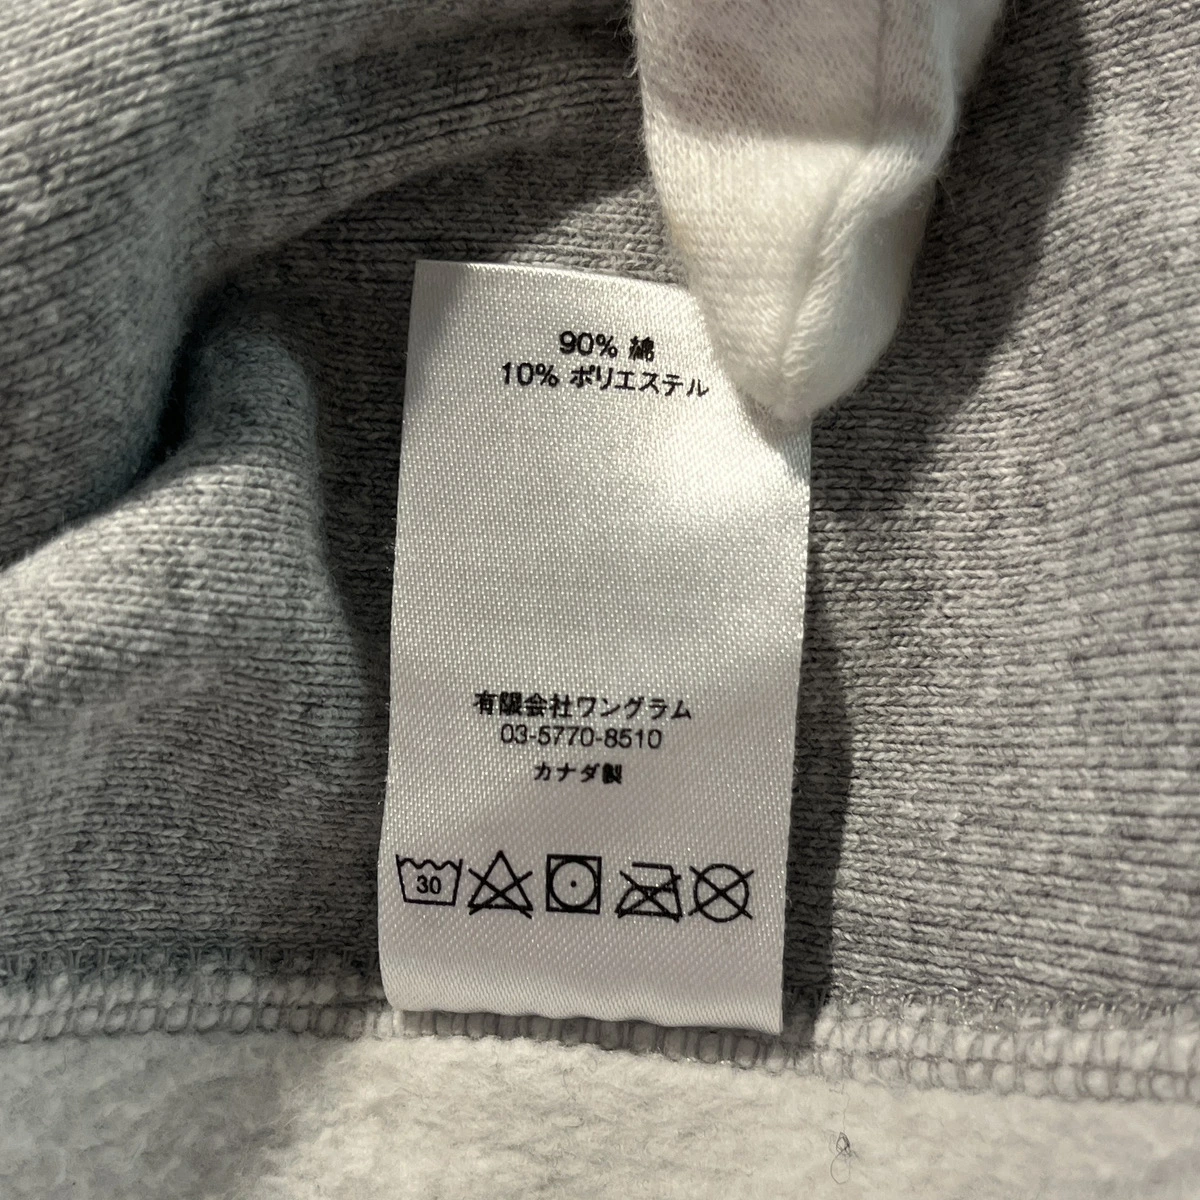 90% 綿
10% ポリエステル
有限会社ワングラム
03-5770-8510
カナダ製
30